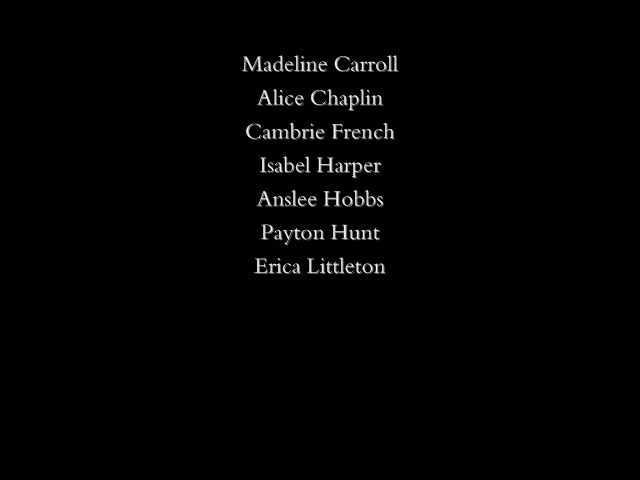 Madeline Carroll
Alice Chaplin
Cambrie French
Isabel Harper
Anslee Hobbs
Payton Hunt
Erica Littleton